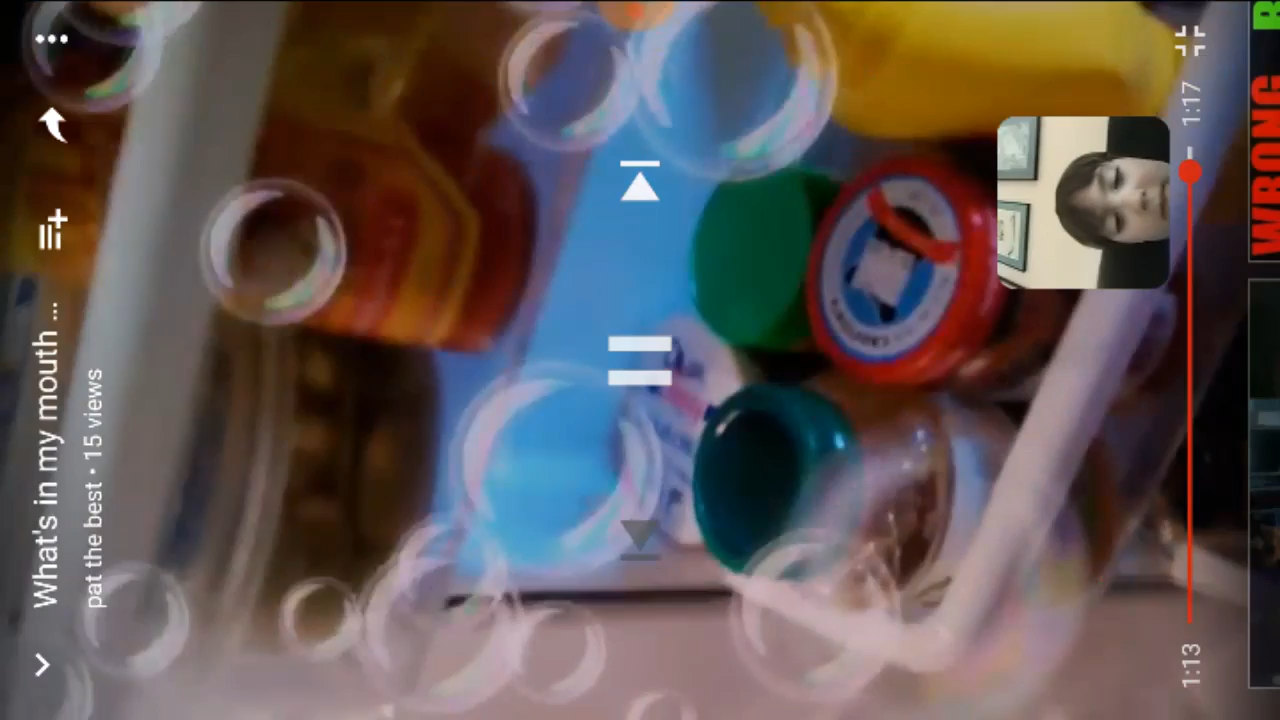 What's in my mouth ...
pat the best • 15 views
1:13
1:17
WRONG